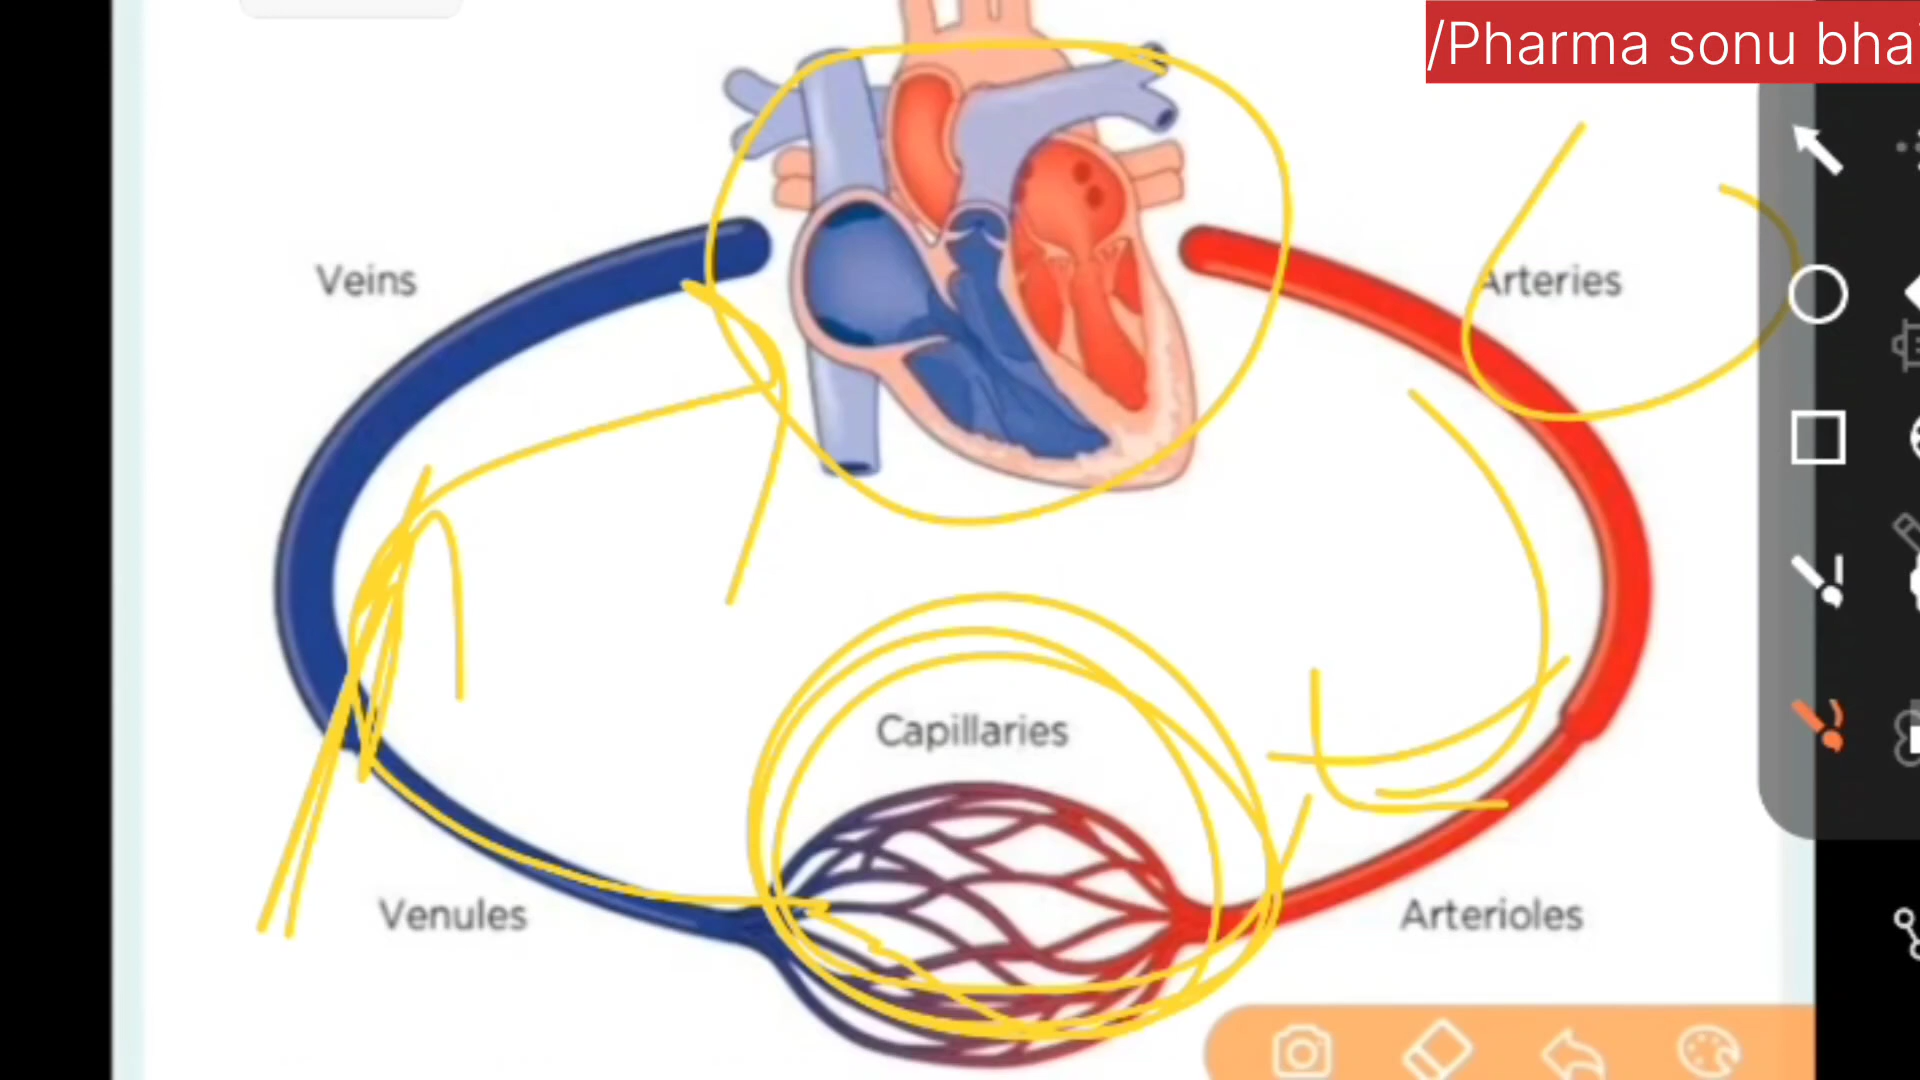 /Pharma sonu bha
Veins
Arteries
Capillaries
Venules
Arterioles